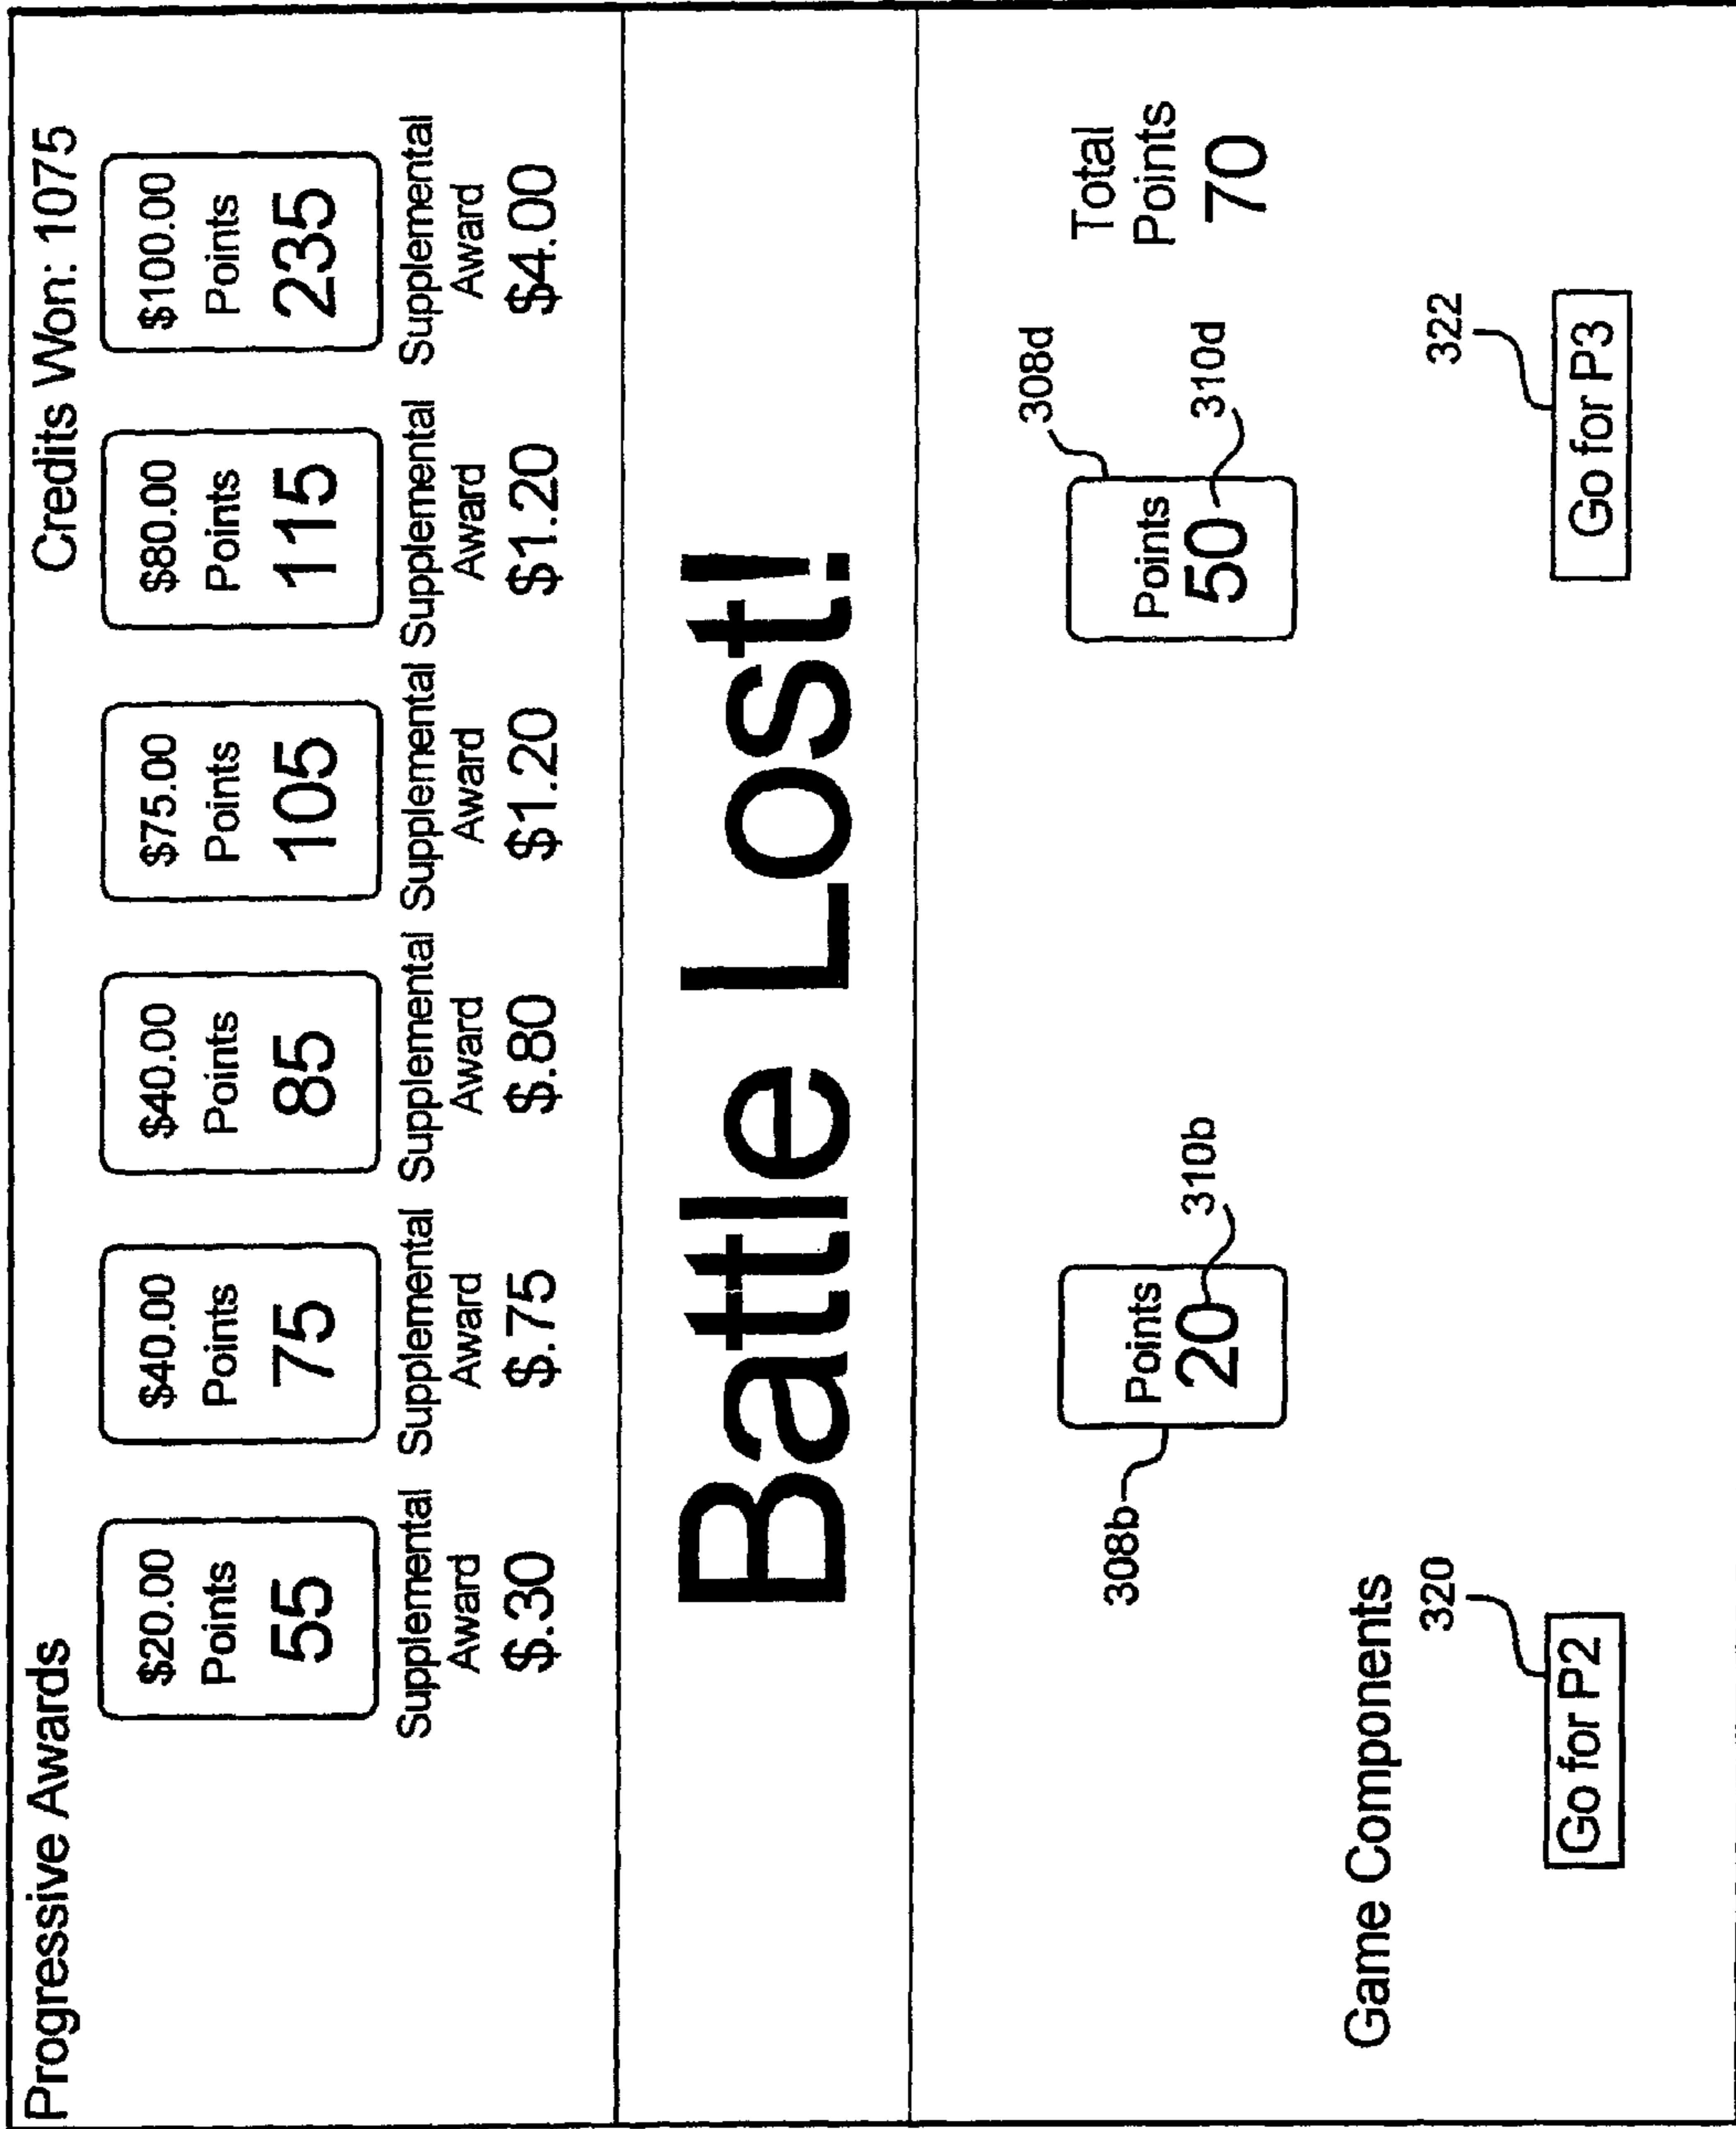 Progressive Awards
Credits Won: 1075
$20.00
Points
55
Supplemental
Award
$.30
$40.00
Points
75
Supplemental
Award
$.75
$40.00
Points
85
Supplemental
Award
$.80
$75.00
Points
105
Supplemental
Award
$1.20
$80.00
Points
115
Supplemental
Award
$1.20
$100.00
Points
235
Supplemental
Award
$4.00
Battle Lost!
308b
Points
20
310b
308d
Points
50
310d
Total
Points
70
Game Components
320
Go for P2
322
Go for P3